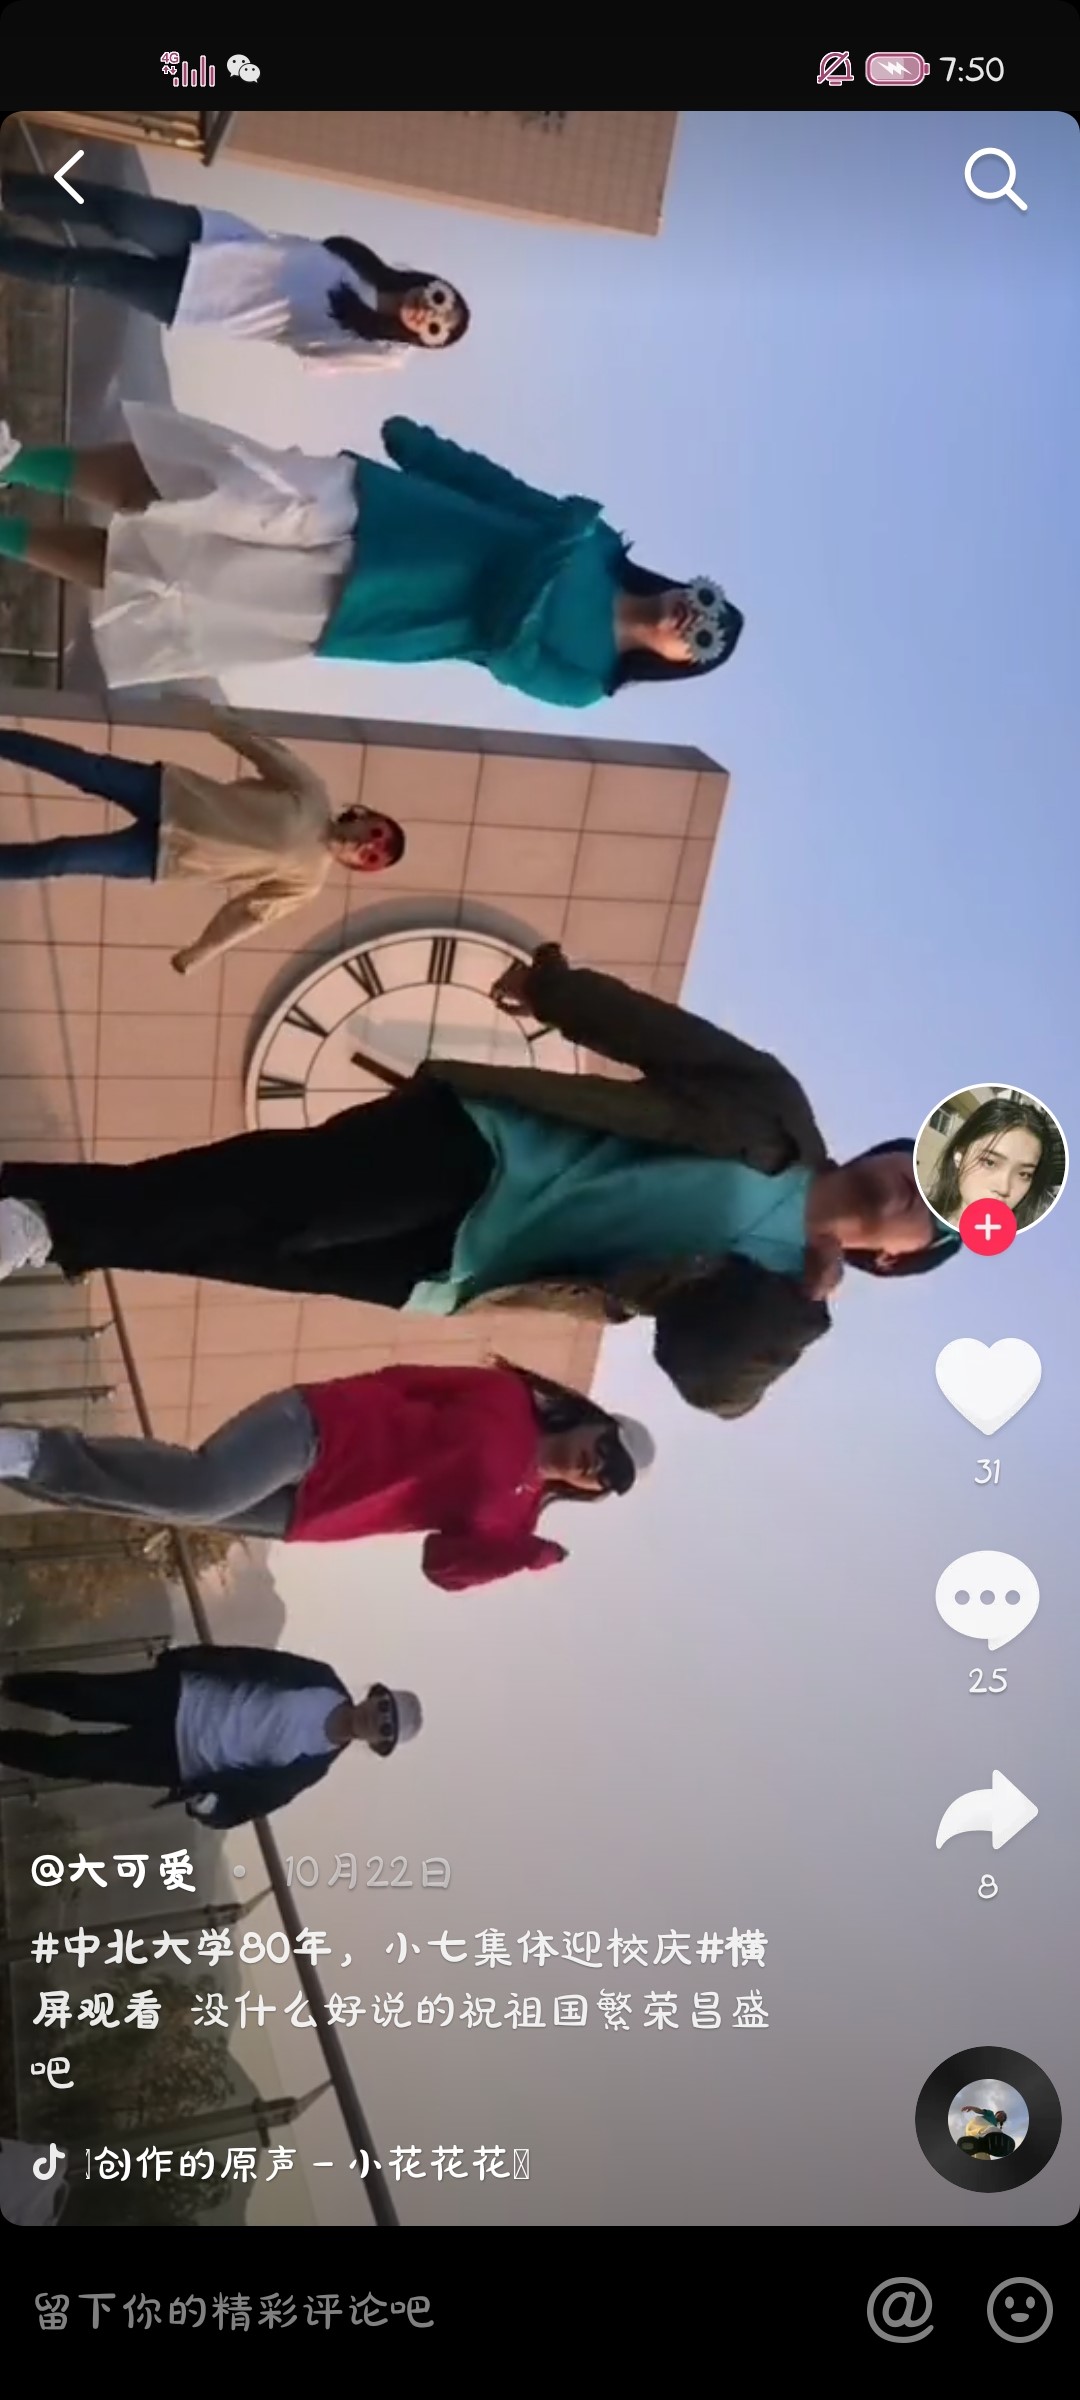 7:50
4G
31
25
8
@大可爱 · 10月22日
#中北大学80年，小七集体迎校庆#横
屏观看 没什么好说的祝祖国繁荣昌盛
吧
创作的原声 - 小花花花
留下你的精彩评论吧